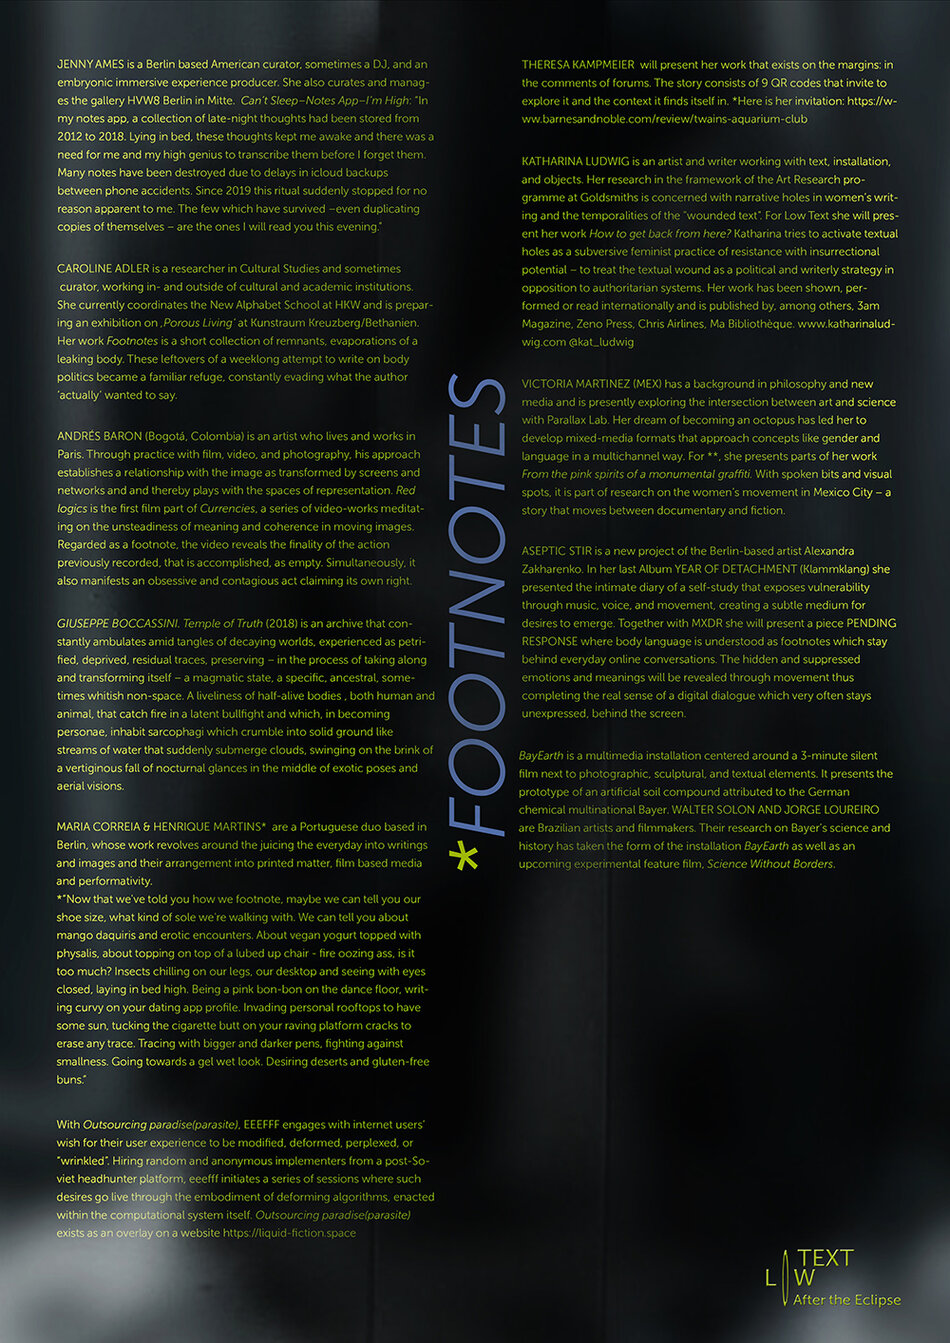 JENNY AMES is a Berlin based American curator, sometimes a DJ, and an
embryonic immersive experience producer. She also curates and manag-
es the gallery HVW8 Berlin in Mitte. Can't Sleep–Notes App–I'm High: “In
my notes app, a collection of late-night thoughts had been stored from
2012 to 2018. Lying in bed, these thoughts kept me awake and there was a
need for me and my high genius to transcribe them before I forget them.
Many notes have been destroyed due to delays in icloud backups
between phone accidents. Since 2019 this ritual suddenly stopped for no
reason apparent to me. The few which have survived –even duplicating
copies of themselves – are the ones I will read you this evening.”
CAROLINE ADLER is a researcher in Cultural Studies and sometimes
curator, working in- and outside of cultural and academic institutions.
She currently coordinates the New Alphabet School at HKW and is prepar-
ing an exhibition on ‚Porous Living‘ at Kunstraum Kreuzberg/Bethanien.
Her work Footnotes is a short collection of remnants, evaporations of a
leaking body. These leftovers of a weeklong attempt to write on body
politics became a familiar refuge, constantly evading what the author
‘actually’ wanted to say.
ANDRÉS BARON (Bogotá, Colombia) is an artist who lives and works in
Paris. Through practice with film, video, and photography, his approach
establishes a relationship with the image as transformed by screens and
networks and and thereby plays with the spaces of representation. Red
logics is the first film part of Currencies, a series of video-works meditat-
ing on the unsteadiness of meaning and coherence in moving images.
Regarded as a footnote, the video reveals the finality of the action
previously recorded, that is accomplished, as empty. Simultaneously, it
also manifests an obsessive and contagious act claiming its own right.
GIUSEPPE BOCCASSINI. Temple of Truth (2018) is an archive that con-
stantly ambulates amid tangles of decaying worlds, experienced as petri-
fied, deprived, residual traces, preserving – in the process of taking along
and transforming itself – a magmatic state, a specific, ancestral, some-
times whitish non-space. A liveliness of half-alive bodies , both human and
animal, that catch fire in a latent bullfight and which, in becoming
personae, inhabit sarcophagi which crumble into solid ground like
streams of water that suddenly submerge clouds, swinging on the brink of
a vertiginous fall of nocturnal glances in the middle of exotic poses and
aerial visions.
MARIA CORREIA & HENRIQUE MARTINS* are a Portuguese duo based in
Berlin, whose work revolves around the juicing the everyday into writings
and images and their arrangement into printed matter, film based media
and performativity.
*“Now that we've told you how we footnote, maybe we can tell you our
shoe size, what kind of sole we're walking with. We can tell you about
mango daquiris and erotic encounters. About vegan yogurt topped with
physalis, about topping on top of a lubed up chair - fire oozing ass, is it
too much? Insects chilling on our legs, our desktop and seeing with eyes
closed, laying in bed high. Being a pink bon-bon on the dance floor, writ-
ing curvy on your dating app profile. Invading personal rooftops to have
some sun, tucking the cigarette butt on your raving platform cracks to
erase any trace. Tracing with bigger and darker pens, fighting against
smallness. Going towards a gel wet look. Desiring deserts and gluten-free
buns.”
With Outsourcing paradise(parasite), EEEFFF engages with internet users'
wish for their user experience to be modified, deformed, perplexed, or
“wrinkled”. Hiring random and anonymous implementers from a post-So-
viet headhunter platform, eeefff initiates a series of sessions where such
desires go live through the embodiment of deforming algorithms, enacted
within the computational system itself. Outsourcing paradise(parasite)
exists as an overlay on a website https://liquid-fiction.space
*FOOTNOTES
THERESA KAMPMEIER will present her work that exists on the margins: in
the comments of forums. The story consists of 9 QR codes that invite to
explore it and the context it finds itself in. *Here is her invitation: https://w-
ww.barnesandnoble.com/review/twains-aquarium-club
KATHARINA LUDWIG is an artist and writer working with text, installation,
and objects. Her research in the framework of the Art Research pro-
gramme at Goldsmiths is concerned with narrative holes in women's writ-
ing and the temporalities of the “wounded text”. For Low Text she will pres-
ent her work How to get back from here? Katharina tries to activate textual
holes as a subversive feminist practice of resistance with insurrectional
potential – to treat the textual wound as a political and writerly strategy in
opposition to authoritarian systems. Her work has been shown, per-
formed or read internationally and is published by, among others, 3am
Magazine, Zeno Press, Chris Airlines, Ma Bibliothèque. www.katharinalud-
wig.com @kat_ludwig
VICTORIA MARTINEZ (MEX) has a background in philosophy and new
media and is presently exploring the intersection between art and science
with Parallax Lab. Her dream of becoming an octopus has led her to
develop mixed-media formats that approach concepts like gender and
language in a multichannel way. For **, she presents parts of her work
From the pink spirits of a monumental graffiti. With spoken bits and visual
spots, it is part of research on the women's movement in Mexico City – a
story that moves between documentary and fiction.
ASEPTIC STIR is a new project of the Berlin-based artist Alexandra
Zakharenko. In her last Album YEAR OF DETACHMENT (Klammklang) she
presented the intimate diary of a self-study that exposes vulnerability
through music, voice, and movement, creating a subtle medium for
desires to emerge. Together with MXDR she will present a piece PENDING
RESPONSE where body language is understood as footnotes which stay
behind everyday online conversations. The hidden and suppressed
emotions and meanings will be revealed through movement thus
completing the real sense of a digital dialogue which very often stays
unexpressed, behind the screen.
BayEarth is a multimedia installation centered around a 3-minute silent
film next to photographic, sculptural, and textual elements. It presents the
prototype of an artificial soil compound attributed to the German
chemical multinational Bayer. WALTER SOLON AND JORGE LOUREIRO
are Brazilian artists and filmmakers. Their research on Bayer's science and
history has taken the form of the installation BayEarth as well as an
upcoming experimental feature film, Science Without Borders.
TEXT
LOW
After the Eclipse